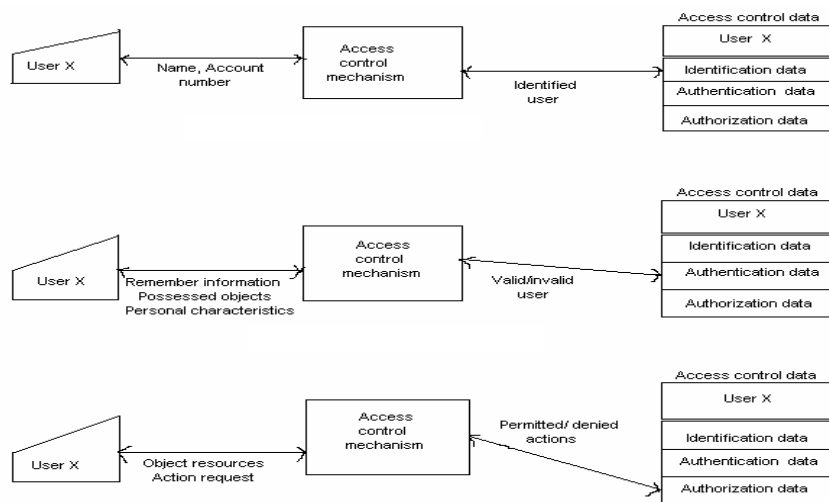 Access control data
User X
User X
Name, Account
number
Access
control
mechanism
Identified
user
Identification data
Authentication data
Authorization data
Access control data
User X
User X
Remember information
Possessed objects
Personal characteristics
Access
control
mechanism
Valid/invalid
user
Identification data
Authentication data
Authorization data
Access control data
User X
User X
Object resources
Action request
Access
control
mechanism
Permitted/ denied
actions
Identification data
Authentication data
Authorization data